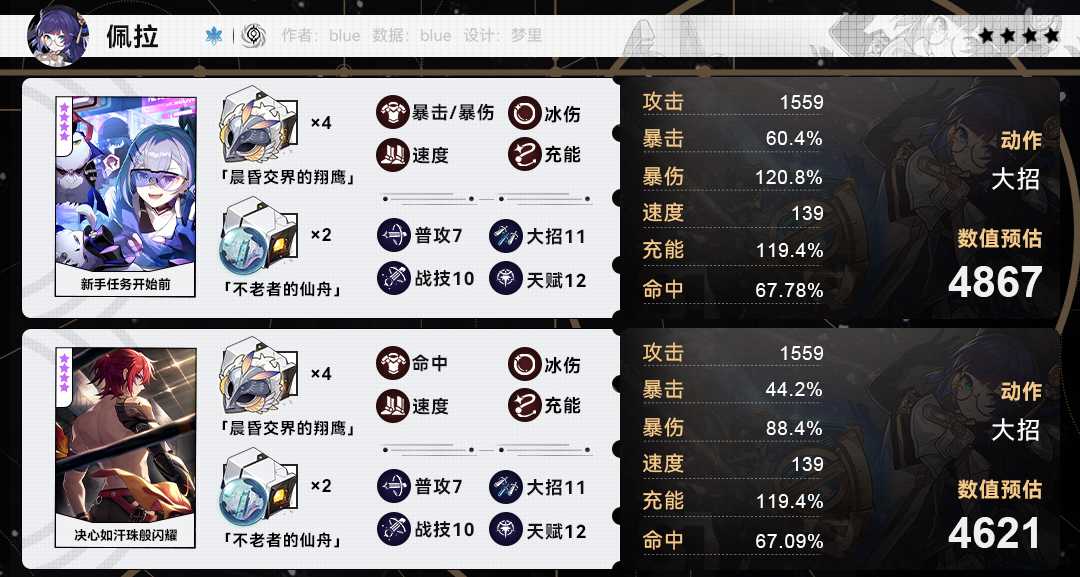 佩拉
作者: blue 数据: blue 设计: 梦里
新手任务开始前
×4
「晨昏交界的翔鹰」
×2
「不老者的仙舟」
暴击/暴伤 冰伤
速度 充能
普攻7 大招11
战技10 天赋12
攻击 1559
暴击 60.4%
暴伤 120.8%
速度 139
充能 119.4%
命中 67.78%
动作
大招
数值预估
4867
决心如汗珠般闪耀
×4
「晨昏交界的翔鹰」
×2
「不老者的仙舟」
命中 冰伤
速度 充能
普攻7 大招11
战技10 天赋12
攻击 1559
暴击 44.2%
暴伤 88.4%
速度 139
充能 119.4%
命中 67.09%
动作
大招
数值预估
4621